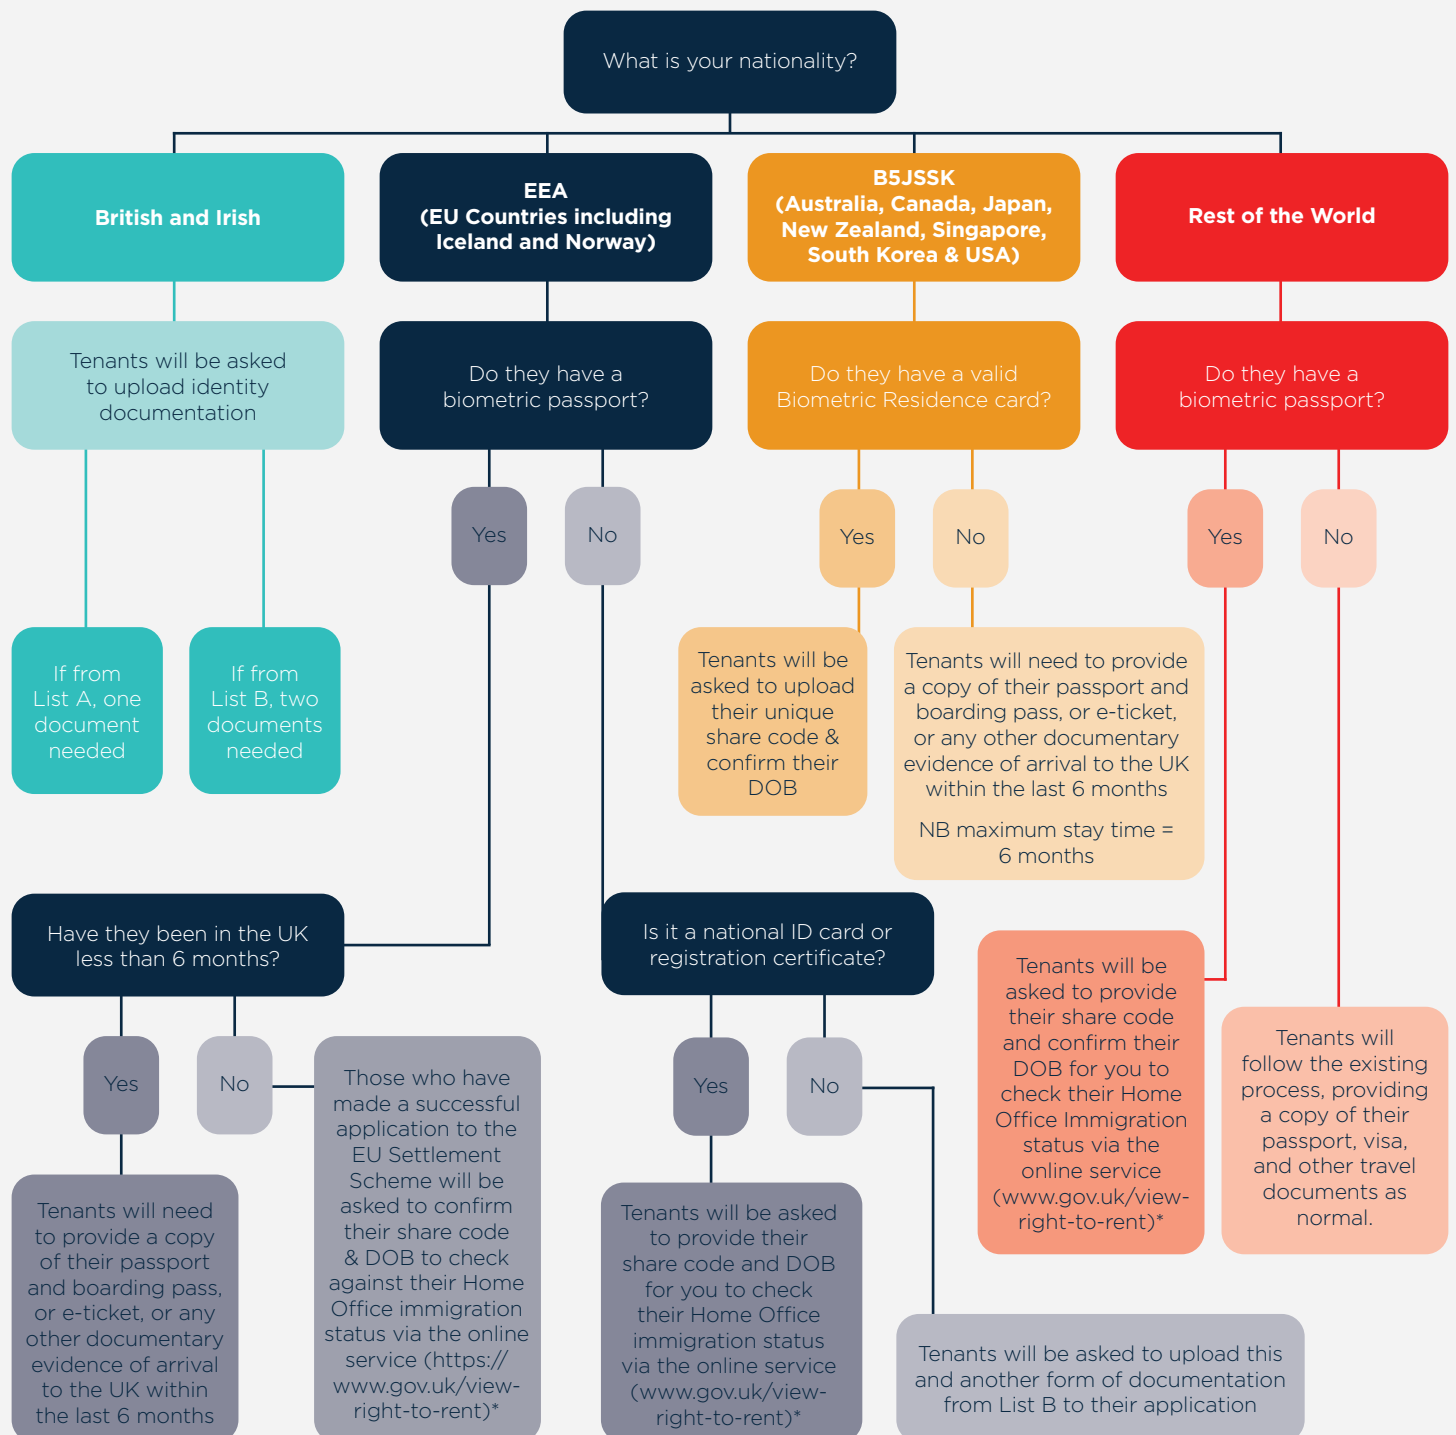 What is your nationality?
British and Irish
EEA
(EU Countries including
Iceland and Norway)
B5JSSK
(Australia, Canada, Japan,
New Zealand, Singapore,
South Korea & USA)
Rest of the World
Tenants will be asked
to upload identity
documentation
Do they have a
biometric passport?
Do they have a valid
Biometric Residence card?
Do they have a
biometric passport?
Yes
No
Yes
No
Yes
No
If from
List A, one
document
needed
If from
List B, two
documents
needed
Tenants will be
asked to upload
their unique
share code &
confirm their
DOB
Tenants will need to provide
a copy of their passport and
boarding pass, or e-ticket,
or any other documentary
evidence of arrival to the UK
within the last 6 months
NB maximum stay time =
6 months
Have they been in the UK
less than 6 months?
Is it a national ID card or
registration certificate?
Tenants will be
asked to provide
their share code
and confirm their
DOB for you to
check their Home
Office Immigration
status via the
online service
(www.gov.uk/view-
right-to-rent)*
Tenants will
follow the existing
process, providing
a copy of their
passport, visa,
and other travel
documents as
normal.
Yes
No
Those who have
made a successful
application to the
EU Settlement
Scheme will be
asked to confirm
their share code
& DOB to check
against their Home
Office immigration
status via the online
service (https://
www.gov.uk/view-
right-to-rent)*
Yes
No
Tenants will need
to provide a copy
of their passport
and boarding pass,
or e-ticket, or any
other documentary
evidence of arrival
to the UK within
the last 6 months
Tenants will be asked
to provide their
share code and DOB
for you to check
their Home Office
immigration status
via the online service
(www.gov.uk/view-
right-to-rent)*
Tenants will be asked to upload this
and another form of documentation
from List B to their application